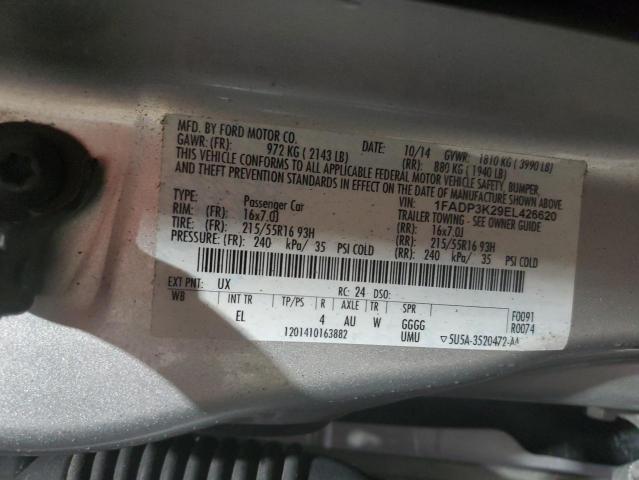 MFD. BY FORD MOTOR CO.
DATE: 10/14 GVWR: 1810 KG ( 3990 LB)
GAWR: (FR): 972 KG ( 2143 LB) (RR): 880 KG ( 1940 LB)
THIS VEHICLE CONFORMS TO ALL APPLICABLE FEDERAL MOTOR VEHICLE SAFETY, BUMPER,
AND THEFT PREVENTION STANDARDS IN EFFECT ON THE DATE OF MANUFACTURE SHOWN ABOVE
VIN: 1FADP3K29EL426620
TYPE: Passenger Car TRAILER TOWING - SEE OWNER GUIDE
RIM: (FR) 16x7.0J (RR): 16x7.0J
TIRE: (FR) 215/55R16 93H (RR): 215/55R16 93H
PRESSURE: (FR) 240 kPa/ 35 PSI COLD (RR): 240 kPa/ 35 PSI COLD
EXT PNT: UX RC: 24 DSO: F0091
WB INT TR TP/PS R AXLE TR SPR R0074
EL 4 AU W GGGG
1201410163882 UMU ▽5U5A-3520472-AA